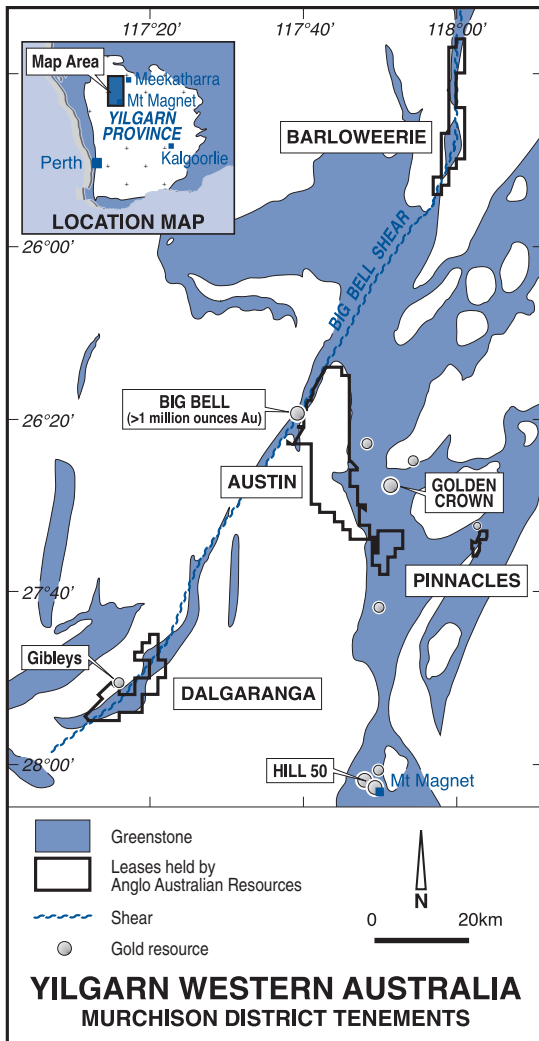 117°20'
117°40'
118°00'
Map Area
Meekatharra
Mt Magnet
YILGARN
PROVINCE
Perth
Kalgoorlie
LOCATION MAP
BARLOWEERIE
26°00'
BIG BELL SHEAR
BIG BELL
(>1 million ounces Au)
26°20'
AUSTIN
GOLDEN
CROWN
PINNACLES
27°40'
Gibleys
DALGARANGA
28°00'
HILL 50
Mt Magnet
Greenstone
Leases held by
Anglo Australian Resources
Shear
Gold resource
N
0 20km
YILGARN WESTERN AUSTRALIA
MURCHISON DISTRICT TENEMENTS